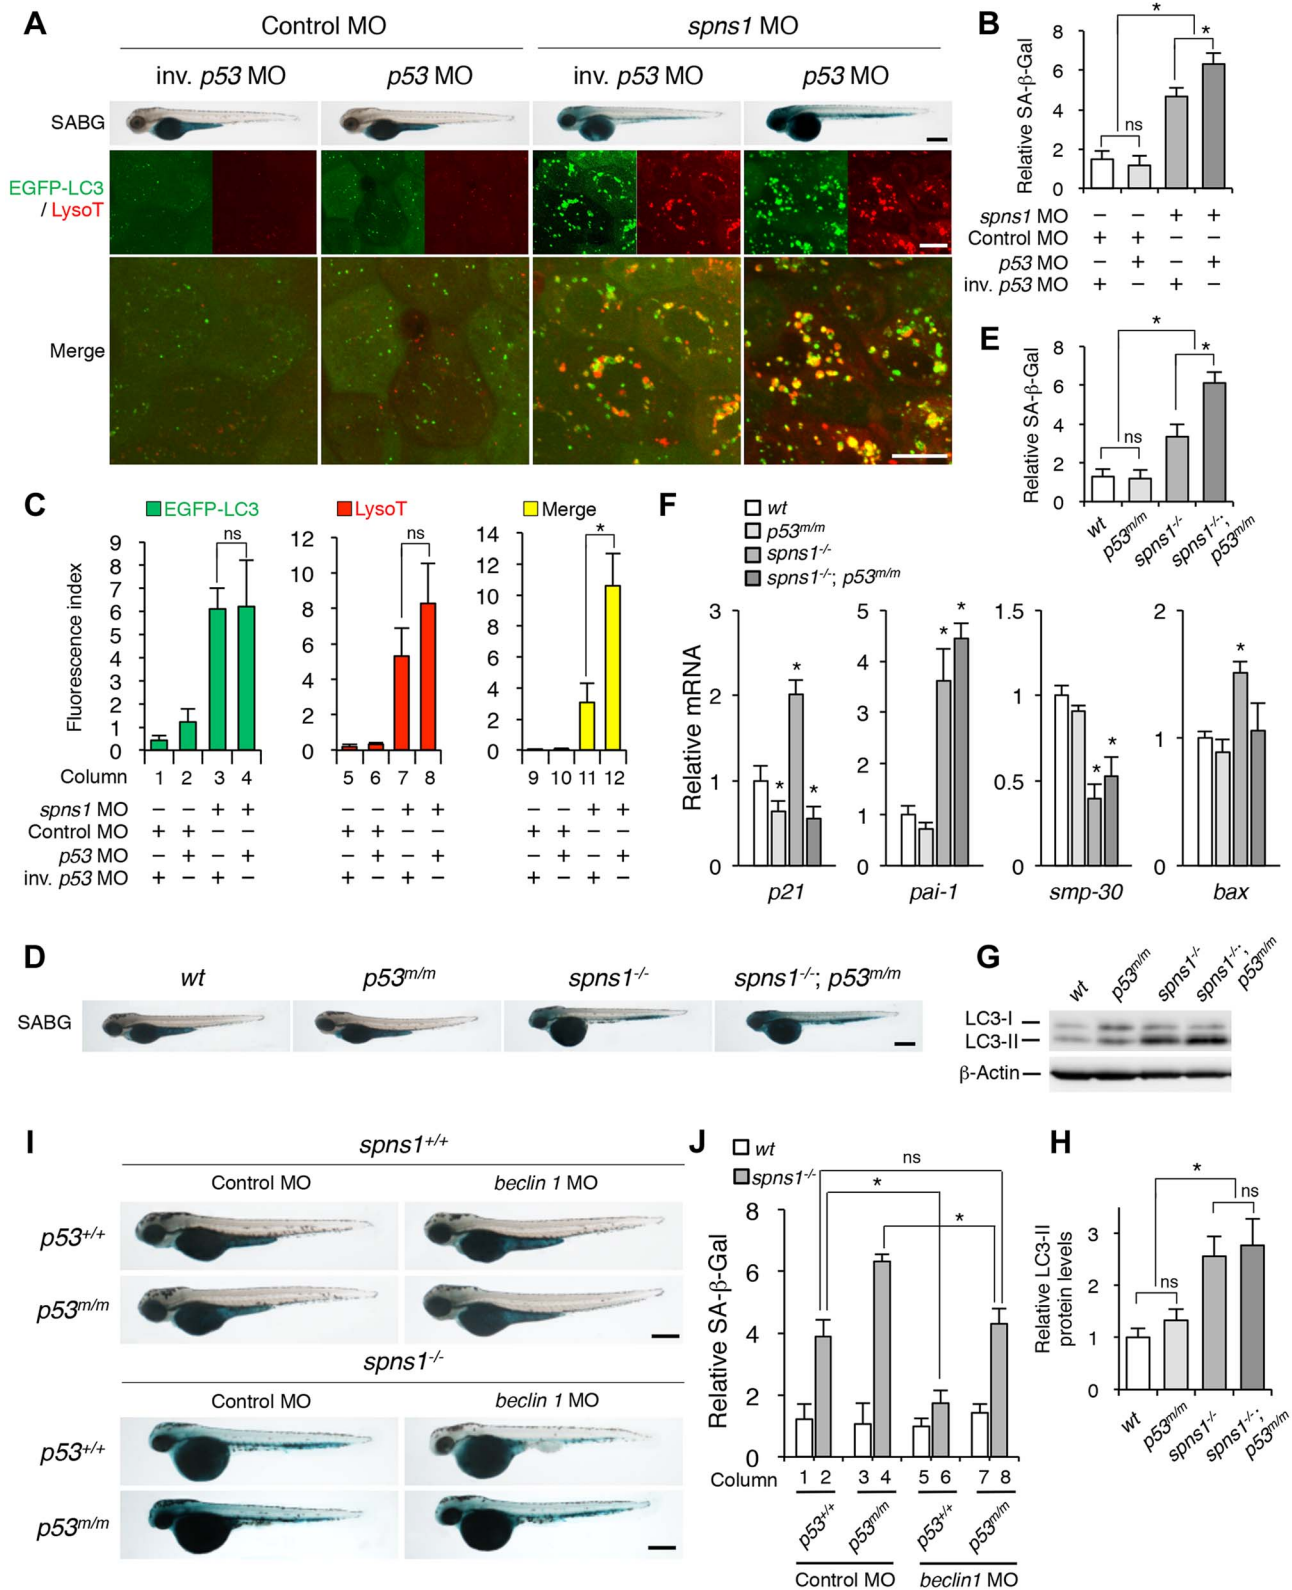 A
Control MO
spns1 MO
inv. p53 MO
p53 MO
inv. p53 MO
p53 MO
SABG
EGFP-LC3
/ LysoT
Merge
B
Relative SA-β-Gal
8
6
4
2
0
ns
*
*
spns1 MO − − + +
Control MO + + − −
p53 MO − + − +
inv. p53 MO + − + −
E
Relative SA-β-Gal
8
6
4
2
0
ns
*
*
wt
p53m/m
spns1-/-
spns1-/-;
p53m/m
C
EGFP-LC3
LysoT
Merge
Fluorescence index
9
8
7
6
5
4
3
2
1
0
ns
12
10
8
6
4
2
0
ns
14
12
10
8
6
4
2
0
*
Column 1 2 3 4 5 6 7 8 9 10 11 12
spns1 MO − − + + − − + + − − + +
Control MO + + − − + + − − + + − −
p53 MO − + − + − + − + − + − +
inv. p53 MO + − + − + − + − + − + −
F
wt
p53m/m
spns1-/-
spns1-/-; p53m/m
Relative mRNA
3
2
1
0
* * *
p21
5
4
3
2
1
0
* *
pai-1
1.5
1
0.5
0
* *
smp-30
2
1
0
*
bax
D
wt
p53m/m
spns1-/-
spns1-/-; p53m/m
SABG
G
wt
p53m/m
spns1-/-
spns1-/-;
p53m/m
LC3-I
LC3-II
β-Actin
I
spns1+/+
Control MO
beclin 1 MO
p53+/+
p53m/m
spns1-/-
Control MO
beclin 1 MO
p53+/+
p53m/m
J
wt
spns1-/-
Relative SA-β-Gal
8
6
4
2
0
ns
*
*
Column 1 2 3 4 5 6 7 8
p53+/+
p53m/m
p53+/+
p53m/m
Control MO
beclin1 MO
H
Relative LC3-II
protein levels
3
2
1
0
*
ns
ns
wt
p53m/m
spns1-/-
spns1-/-;
p53m/m